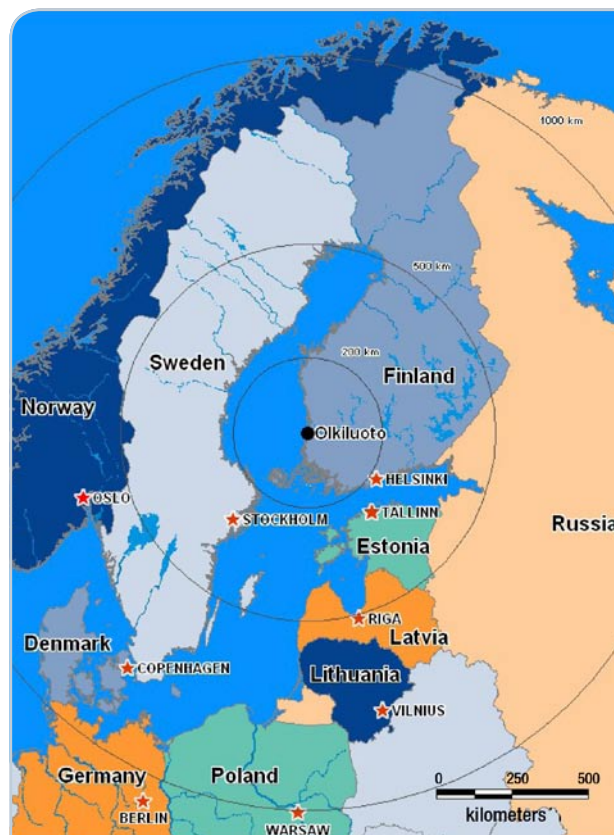 1000 km
500 km
200 km
Sweden
Finland
Norway
Olkiluoto
HELSINKI
OSLO
TALLINN
STOCKHOLM
Russia
Estonia
RIGA
Latvia
Denmark
COPENHAGEN
Lithuania
VILNIUS
Germany
Poland
0 250 500
BERLIN
kilometers
WARSAW